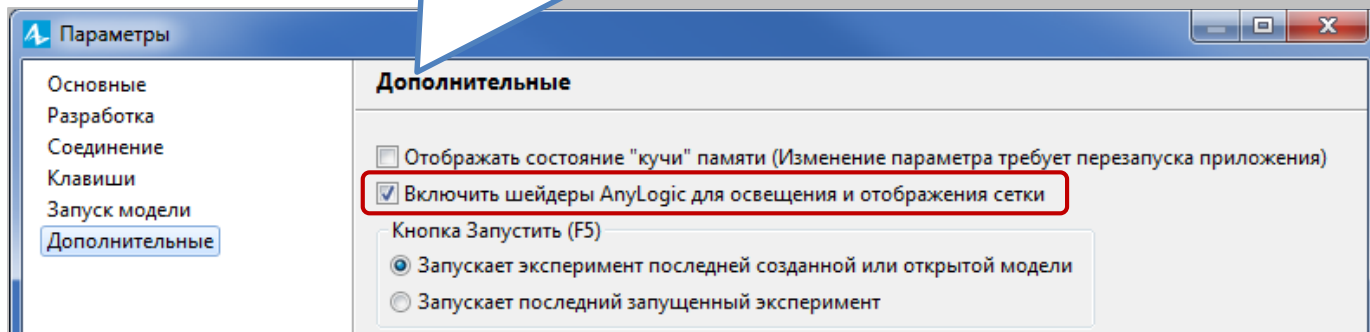 Параметры
Основные
Разработка
Соединение
Клавиши
Запуск модели
Дополнительные
Дополнительные
Отображать состояние "кучи" памяти (Изменение параметра требует перезапуска приложения)
Включить шейдеры AnyLogic для освещения и отображения сетки
Кнопка Запустить (F5)
Запускает эксперимент последней созданной или открытой модели
Запускает последний запущенный эксперимент